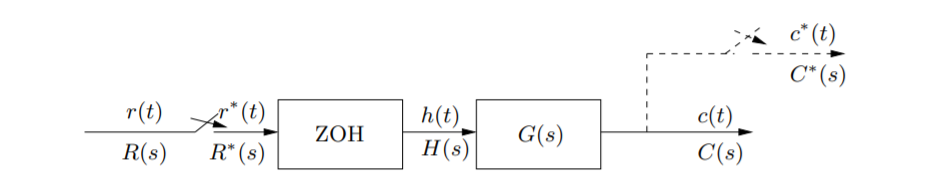 c*(t)
C*(s)
r(t) r*(t) h(t) c(t)
ZOH G(s)
R(s) R*(s) H(s) C(s)